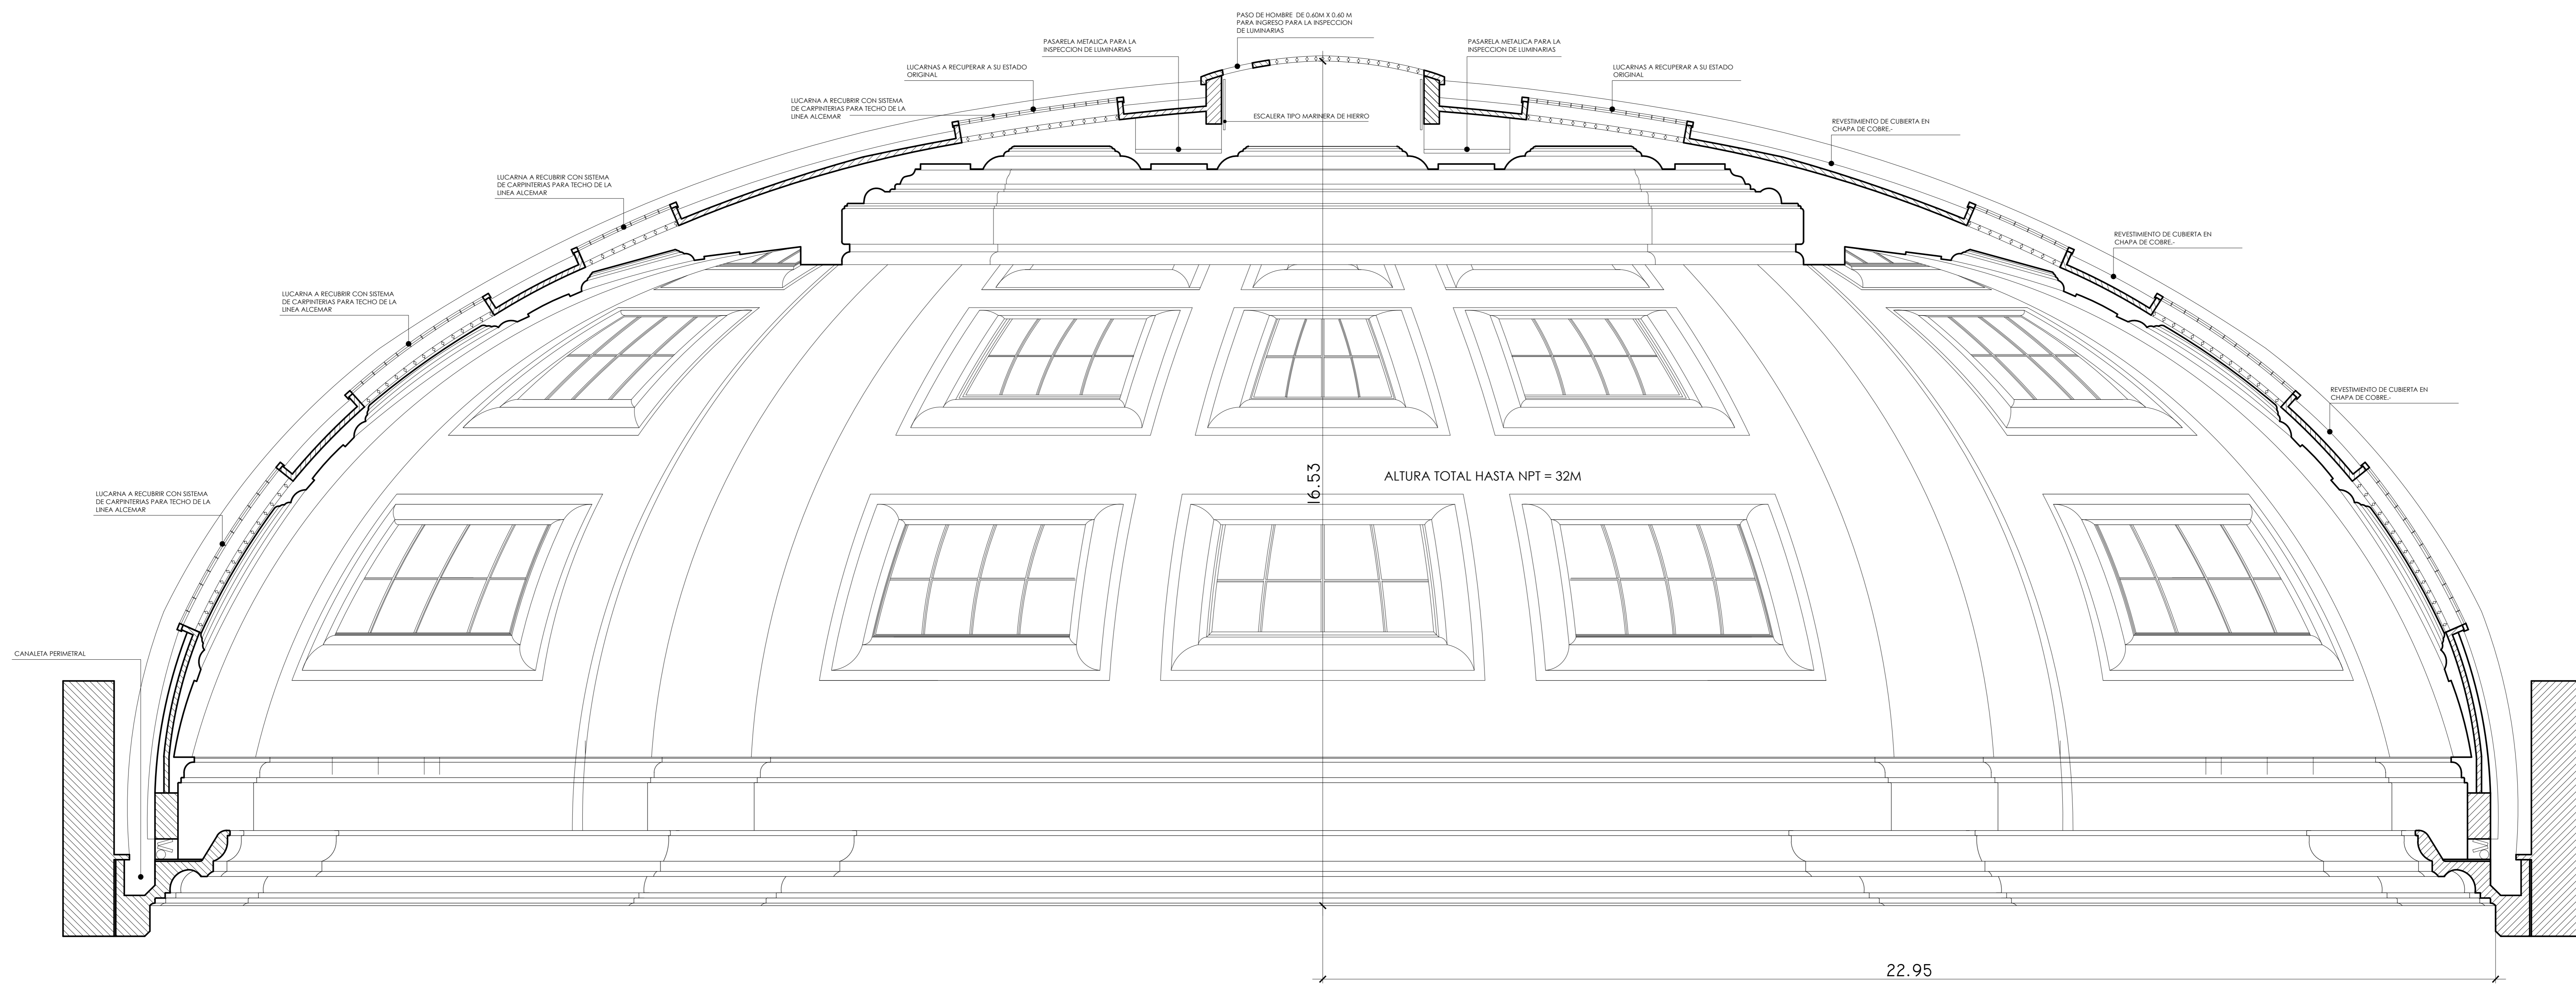 PASO DE HOMBRE DE 0.60M X 0.60 M
PARA INGRESO PARA LA INSPECCION
DE LUMINARIAS
PASARELA METALICA PARA LA
INSPECCION DE LUMINARIAS
PASARELA METALICA PARA LA
INSPECCION DE LUMINARIAS
LUCARNAS A RECUPERAR A SU ESTADO
ORIGINAL
LUCARNAS A RECUPERAR A SU ESTADO
ORIGINAL
LUCARNA A RECUBRIR CON SISTEMA
DE CARPINTERIAS PARA TECHO DE LA
LINEA ALCEMAR
ESCALERA TIPO MARINERA DE HIERRO
REVESTIMIENTO DE CUBIERTA EN
CHAPA DE COBRE.-
LUCARNA A RECUBRIR CON SISTEMA
DE CARPINTERIAS PARA TECHO DE LA
LINEA ALCEMAR
REVESTIMIENTO DE CUBIERTA EN
CHAPA DE COBRE.-
LUCARNA A RECUBRIR CON SISTEMA
DE CARPINTERIAS PARA TECHO DE LA
LINEA ALCEMAR
REVESTIMIENTO DE CUBIERTA EN
CHAPA DE COBRE.-
16.53
ALTURA TOTAL HASTA NPT = 32M
LUCARNA A RECUBRIR CON SISTEMA
DE CARPINTERIAS PARA TECHO DE LA
LINEA ALCEMAR
CANALETA PERIMETRAL
22.95